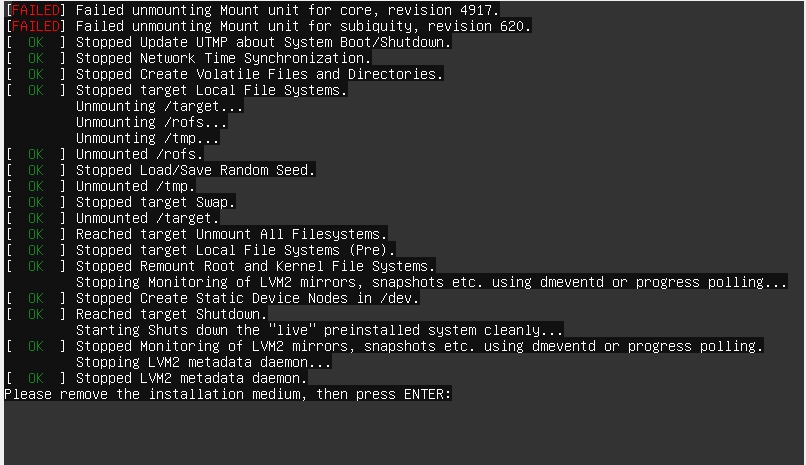 [FAILED] Failed unmounting Mount unit for core, revision 4917.
[FAILED] Failed unmounting Mount unit for subiquity, revision 620.
[  OK  ] Stopped Update UTMP about System Boot/Shutdown.
[  OK  ] Stopped Network Time Synchronization.
[  OK  ] Stopped Create Volatile Files and Directories.
[  OK  ] Stopped target Local File Systems.
         Unmounting /target...
         Unmounting /rofs...
         Unmounting /tmp...
[  OK  ] Unmounted /rofs.
[  OK  ] Stopped Load/Save Random Seed.
[  OK  ] Unmounted /tmp.
[  OK  ] Stopped target Swap.
[  OK  ] Unmounted /target.
[  OK  ] Reached target Unmount All Filesystems.
[  OK  ] Stopped target Local File Systems (Pre).
[  OK  ] Stopped Remount Root and Kernel File Systems.
         Stopping Monitoring of LVM2 mirrors, snapshots etc. using dmeventd or progress polling...
[  OK  ] Stopped Create Static Device Nodes in /dev.
[  OK  ] Reached target Shutdown.
         Starting Shuts down the "live" preinstalled system cleanly...
[  OK  ] Stopped Monitoring of LVM2 mirrors, snapshots etc. using dmeventd or progress polling.
         Stopping LVM2 metadata daemon...
[  OK  ] Stopped LVM2 metadata daemon.
Please remove the installation medium, then press ENTER: